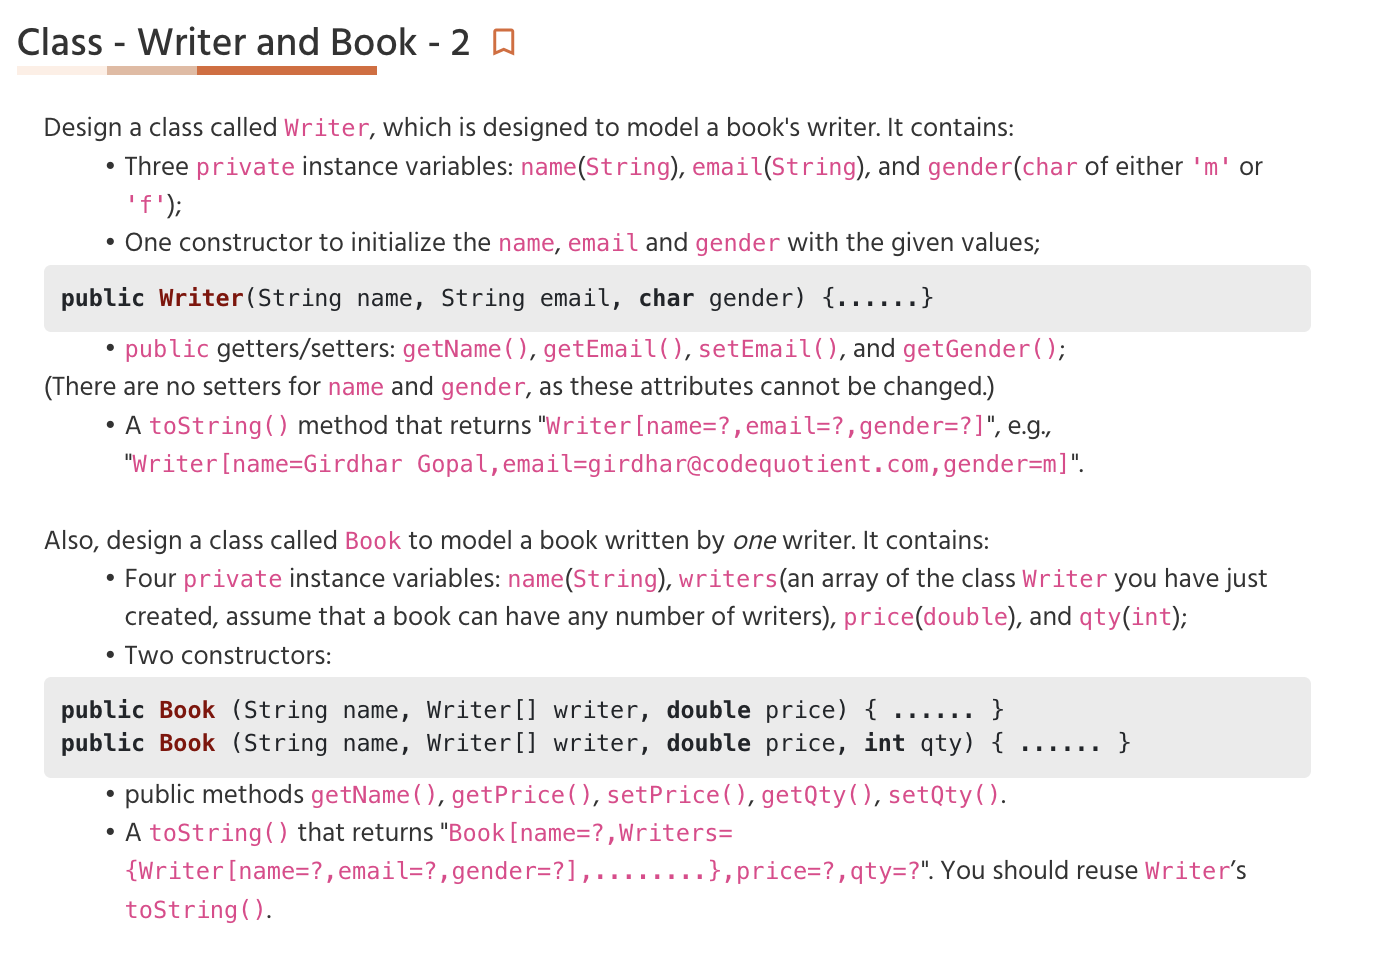 Class - Writer and Book - 2
Design a class called Writer, which is designed to model a book's writer. It contains:
• Three private instance variables: name(String), email(String), and gender(char of either 'm' or
'f');
• One constructor to initialize the name, email and gender with the given values;
public Writer(String name, String email, char gender) {......}
• public getters/setters: getName(), getEmail(), setEmail(), and getGender();
(There are no setters for name and gender, as these attributes cannot be changed.)
• A toString() method that returns "Writer[name=?,email=?,gender=?]", e.g.,
"Writer[name=Girdhar Gopal,email=girdhar@codequotient.com,gender=m]".
Also, design a class called Book to model a book written by one writer. It contains:
• Four private instance variables: name(String), writers(an array of the class Writer you have just
created, assume that a book can have any number of writers), price(double), and qty(int);
• Two constructors:
public Book (String name, Writer[] writer, double price) { ...... }
public Book (String name, Writer[] writer, double price, int qty) { ...... }
• public methods getName(), getPrice(), setPrice(), getQty(), setQty().
• A toString() that returns "Book[name=?,Writers=
{Writer[name=?,email=?,gender=?],........},price=?,qty=?". You should reuse Writer’s
toString().